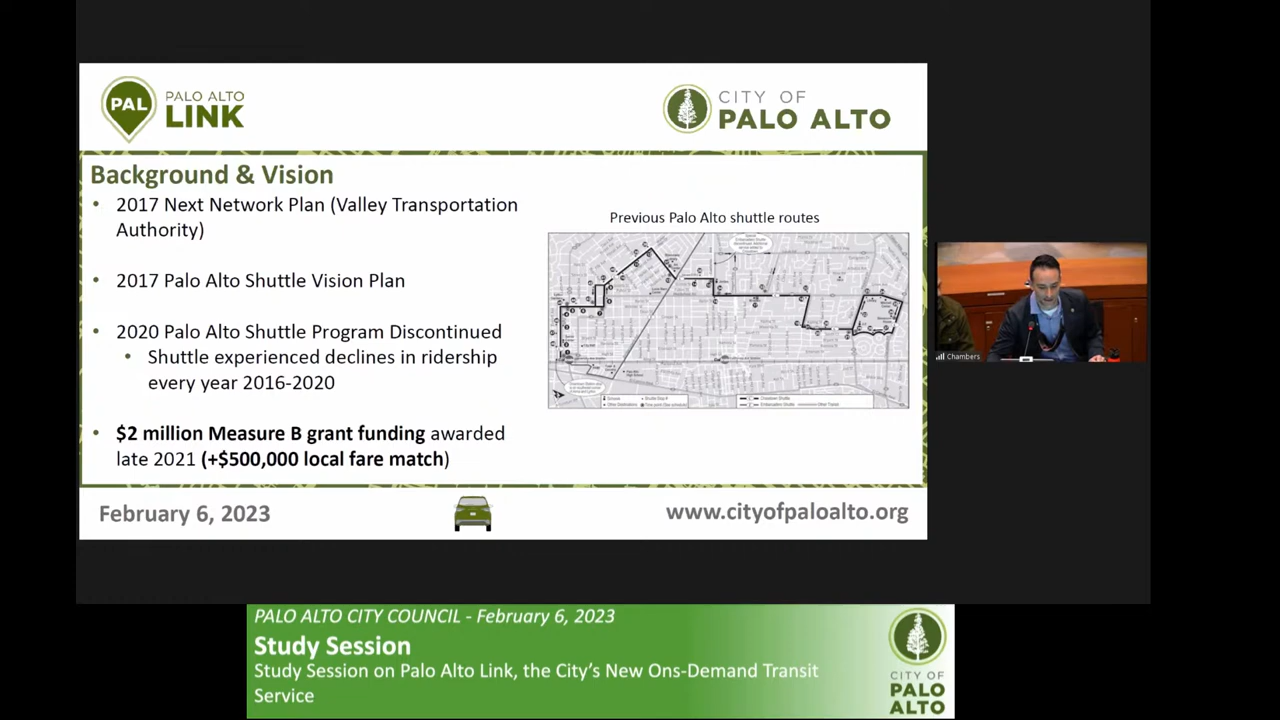 PAL
PALO ALTO
LINK
CITY OF
PALO ALTO
Background & Vision
• 2017 Next Network Plan (Valley Transportation
Authority)
• 2017 Palo Alto Shuttle Vision Plan
• 2020 Palo Alto Shuttle Program Discontinued
• Shuttle experienced declines in ridership
every year 2016-2020
• $2 million Measure B grant funding awarded
late 2021 (+$500,000 local fare match)
Previous Palo Alto shuttle routes
Chambers
February 6, 2023
www.cityofpaloalto.org
PALO ALTO CITY COUNCIL - February 6, 2023
Study Session
Study Session on Palo Alto Link, the City's New Ons-Demand Transit
Service
CITY OF
PALO
ALTO